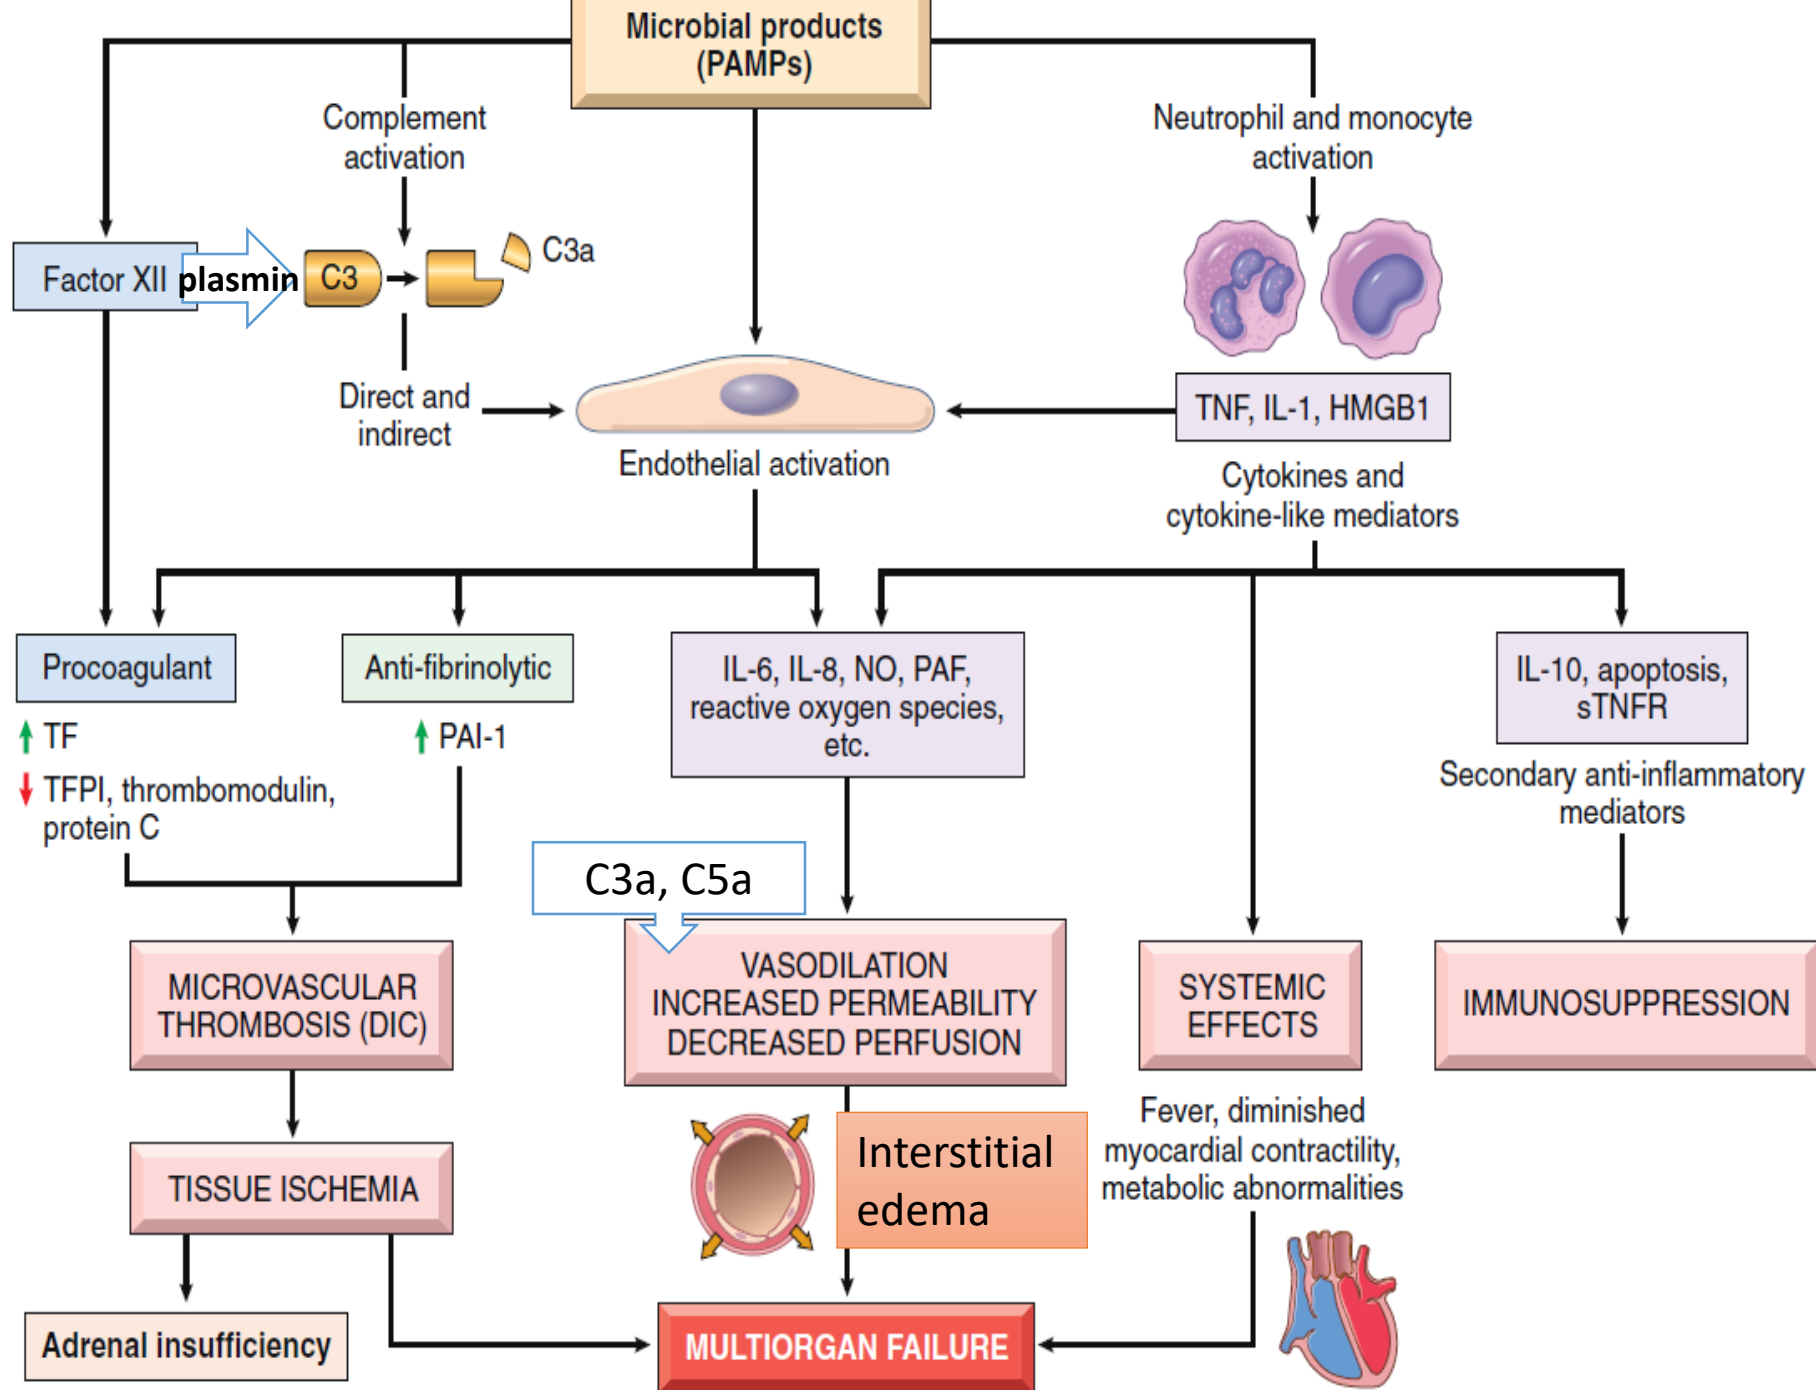 Microbial products
(PAMPs)
Complement
activation
Neutrophil and monocyte
activation
Factor XII
plasmin
C3
C3a
Direct and
indirect
TNF, IL-1, HMGB1
Endothelial activation
Cytokines and
cytokine-like mediators
Procoagulant
Anti-fibrinolytic
IL-6, IL-8, NO, PAF,
reactive oxygen species,
etc.
IL-10, apoptosis,
sTNFR
TF
TFPI, thrombomodulin,
protein C
PAI-1
Secondary anti-inflammatory
mediators
C3a, C5a
MICROVASCULAR
THROMBOSIS (DIC)
VASODILATION
INCREASED PERMEABILITY
DECREASED PERFUSION
SYSTEMIC
EFFECTS
IMMUNOSUPPRESSION
TISSUE ISCHEMIA
Interstitial
edema
Fever, diminished
myocardial contractility,
metabolic abnormalities
Adrenal insufficiency
MULTIORGAN FAILURE